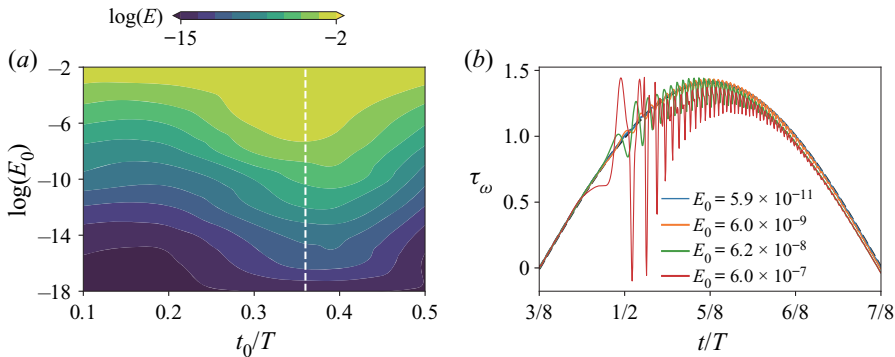 log(E)
−15 −2
(a)
−2
−6
−10
−14
−18
log(E₀)
0.1 0.2 0.3 0.4 0.5
t₀/T
(b)
1.5
1.0
0.5
0
τ_ω
E₀ = 5.9 × 10⁻¹¹
E₀ = 6.0 × 10⁻⁹
E₀ = 6.2 × 10⁻⁸
E₀ = 6.0 × 10⁻⁷
3/8 1/2 5/8 6/8 7/8
t/T